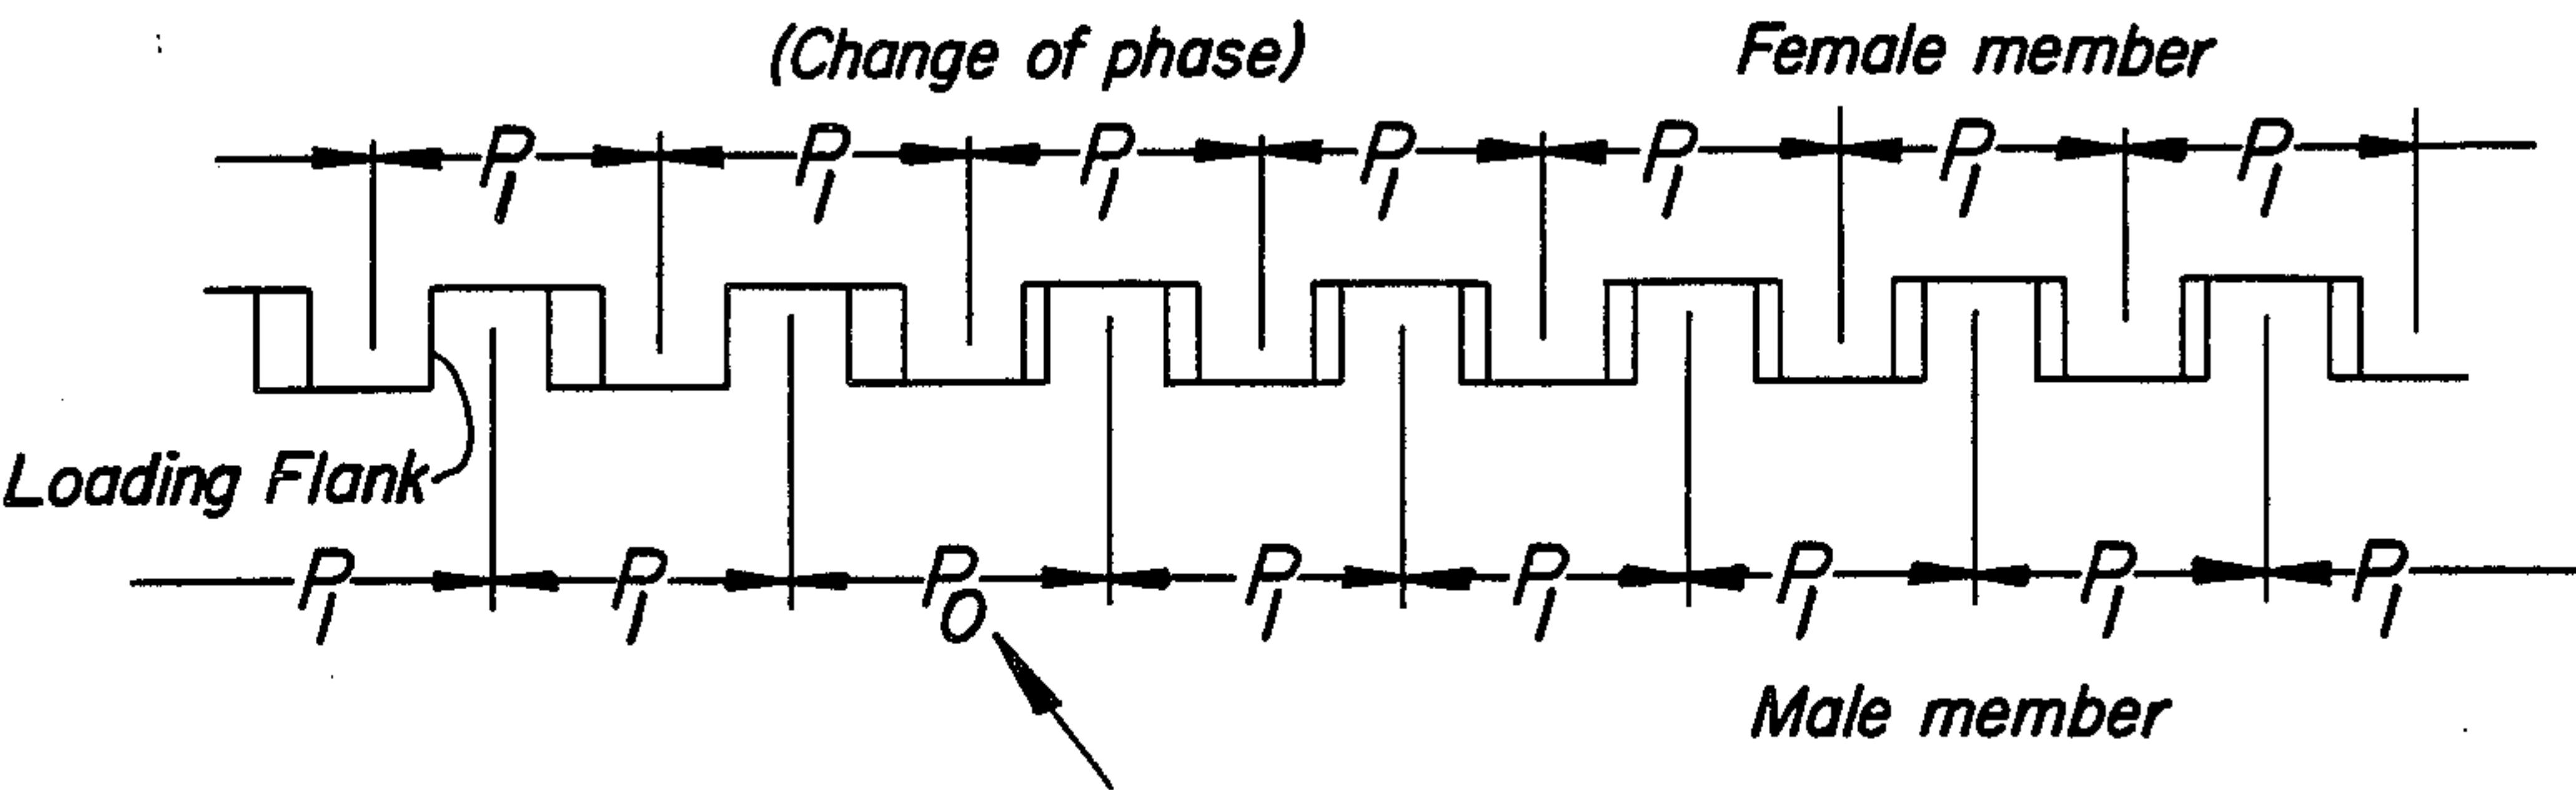 (Change of phase)
Female member
P1 P1 P1 P1 P1 P1 P1
Loading Flank
P1 P1 P0 P1 P1 P1 P1 P1
Male member